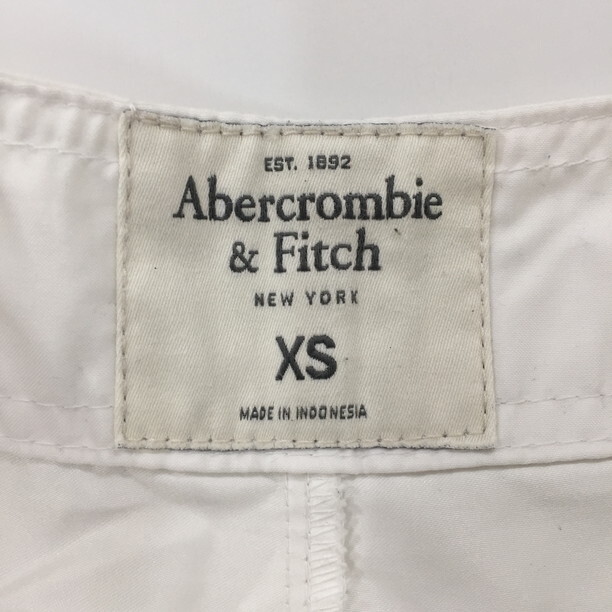 EST. 1892
Abercrombie
& Fitch
NEW YORK
XS
MADE IN INDONESIA